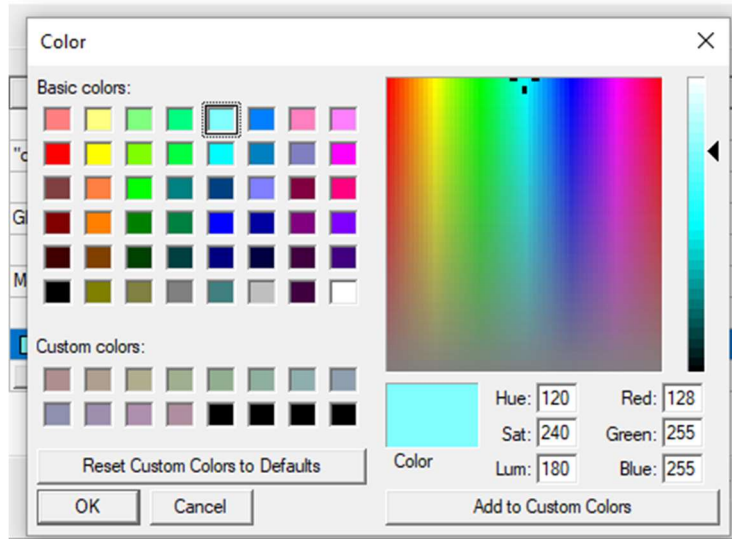 Color
Basic colors:
Custom colors:
Reset Custom Colors to Defaults
OK Cancel
Color
Hue: 120 Red: 128
Sat: 240 Green: 255
Lum: 180 Blue: 255
Add to Custom Colors